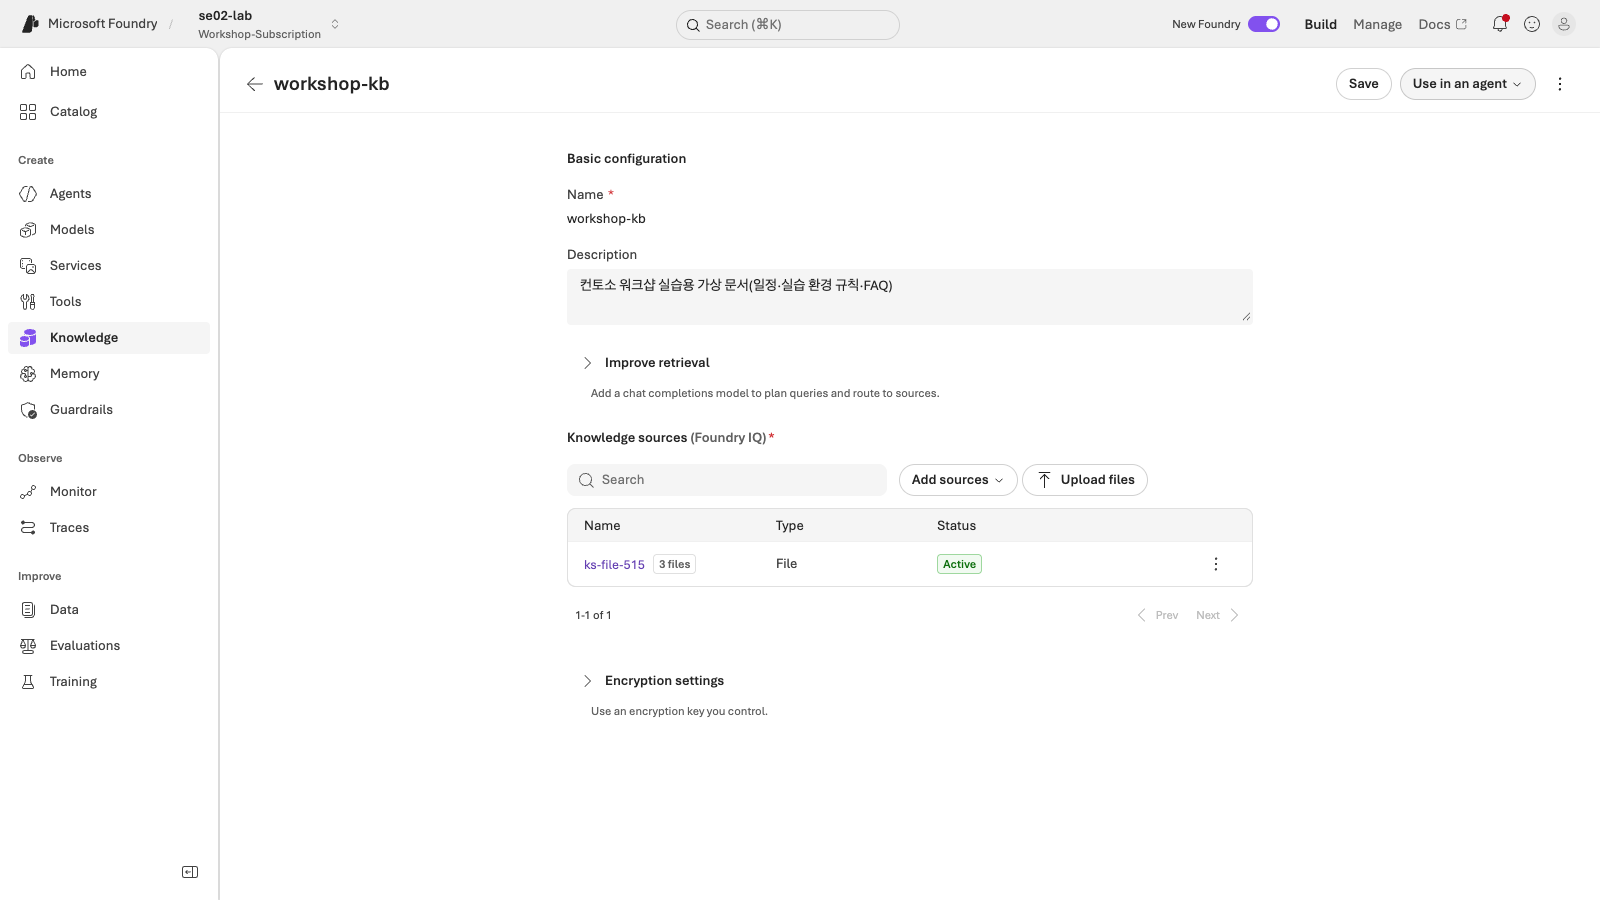 Microsoft Foundry / se02-lab
Workshop-Subscription
Search (⌘K)
New Foundry
Build
Manage
Docs
Home
Catalog
Create
Agents
Models
Services
Tools
Knowledge
Memory
Guardrails
Observe
Monitor
Traces
Improve
Data
Evaluations
Training
workshop-kb
Save
Use in an agent
Basic configuration
Name *
workshop-kb
Description
컨토소 워크샵 실습용 가상 문서(일정·실습 환경 규칙·FAQ)
Improve retrieval
Add a chat completions model to plan queries and route to sources.
Knowledge sources (Foundry IQ) *
Search
Add sources
Upload files
Name Type Status
ks-file-515 3 files File Active
1-1 of 1
Prev Next
Encryption settings
Use an encryption key you control.